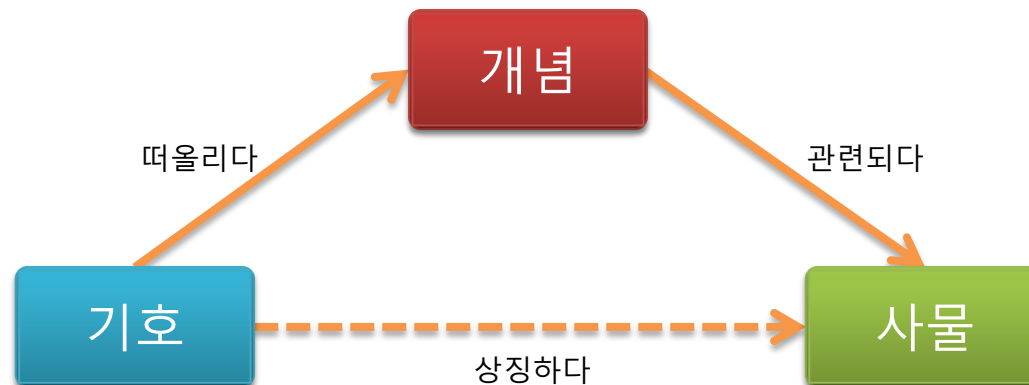 개념
떠올리다
관련되다
기호
사물
상징하다